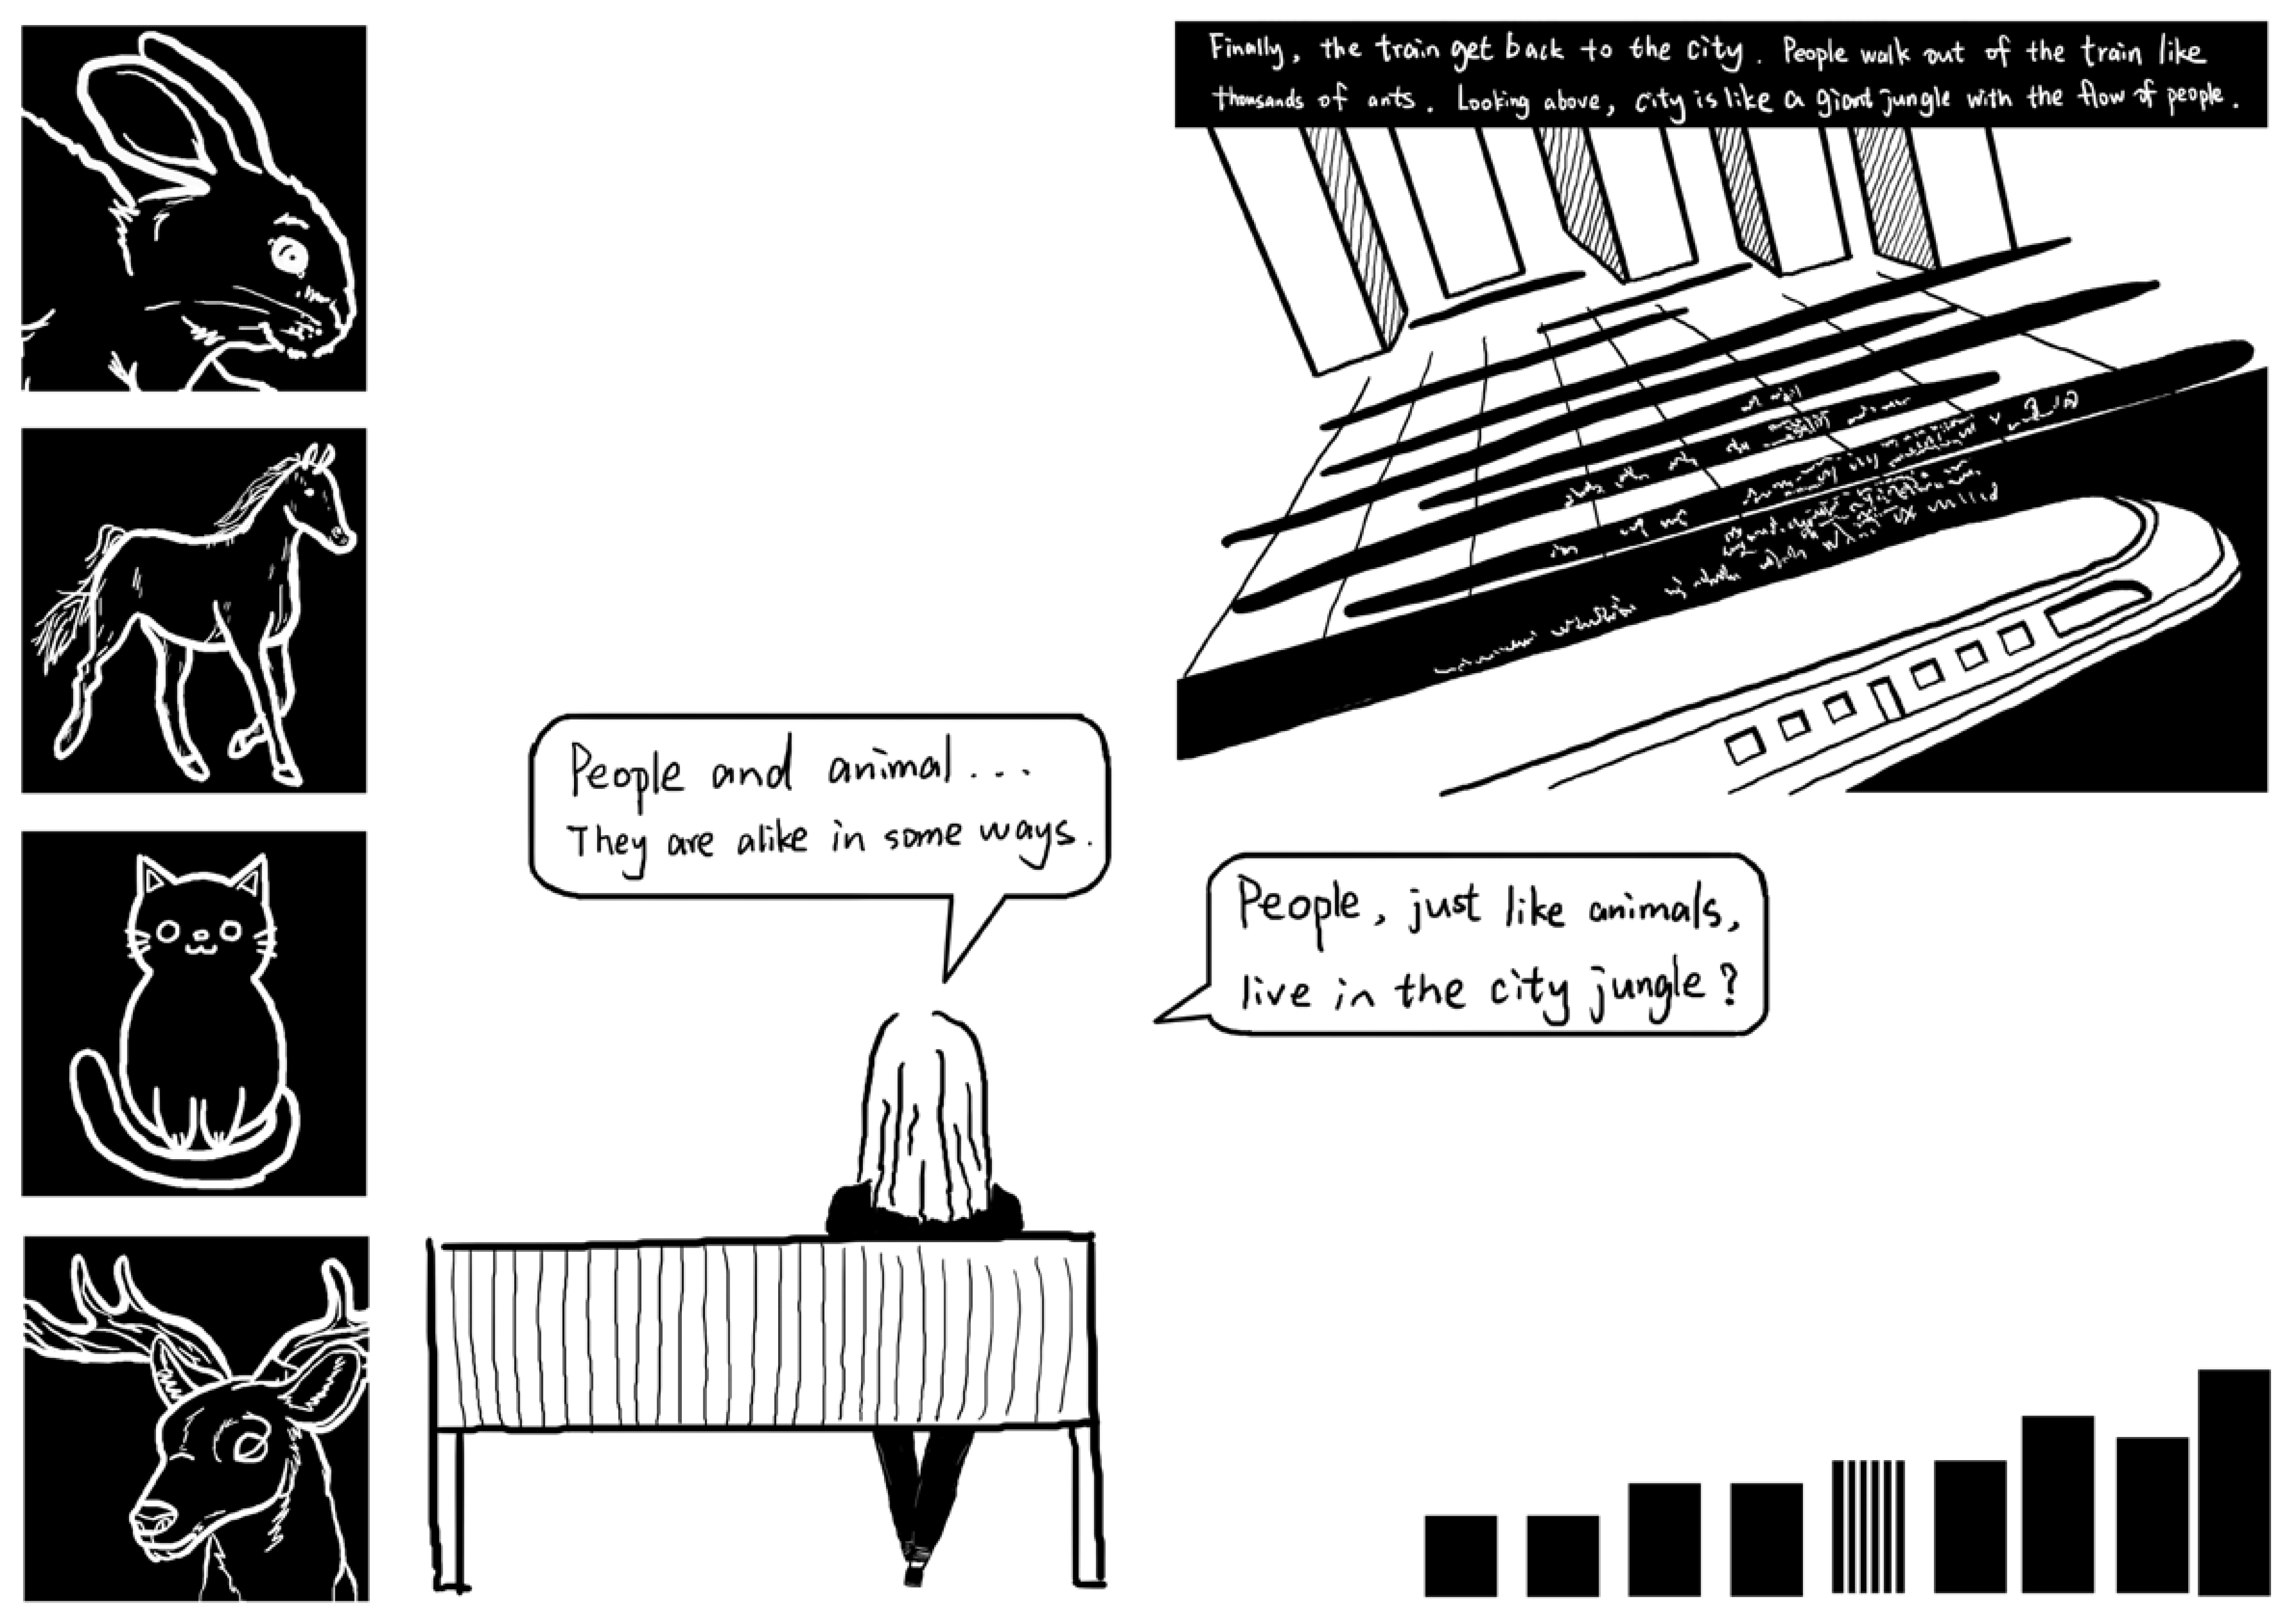 Finally, the train get back to the city. People walk out of the train like
thousands of ants. Looking above, city is like a giant jungle with the flow of people.
People and animal...
They are alike in some ways.
People, just like animals,
live in the city jungle?